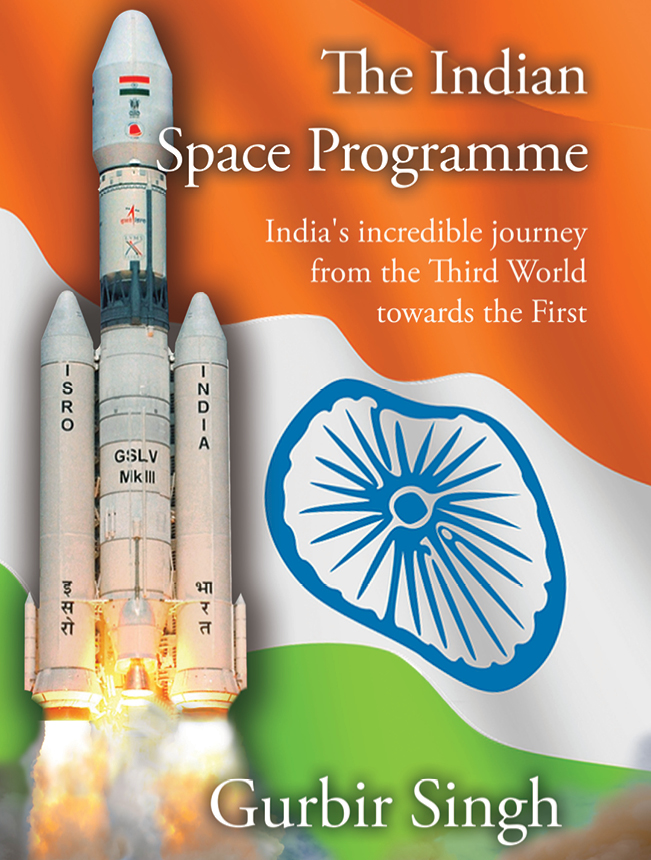 The Indian
Space Programme
India's incredible journey
from the Third World
towards the First
ISRO
INDIA
GSLV
MkIII
इसरो
भारत
Gurbir Singh